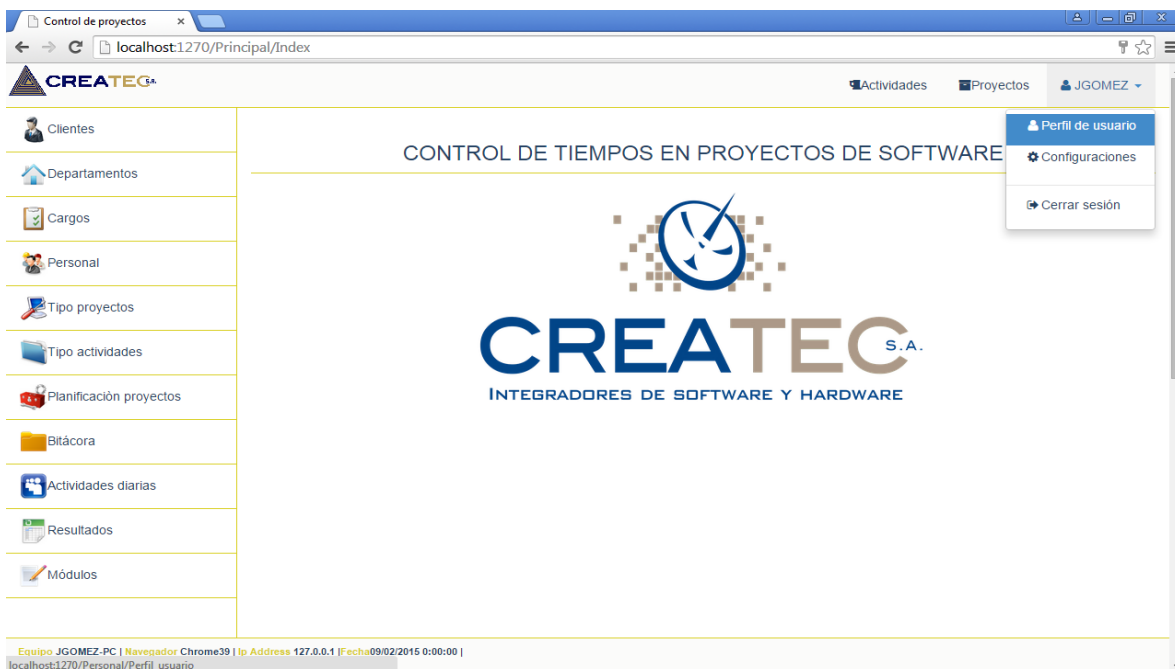 Control de proyectos
localhost:1270/Principal/Index
CREATEC S.A.
Actividades
Proyectos
JGOMEZ
Perfil de usuario
Configuraciones
Cerrar sesión
Clientes
Departamentos
Cargos
Personal
Tipo proyectos
Tipo actividades
Planificaciòn proyectos
Bitácora
Actividades diarias
Resultados
Módulos
CONTROL DE TIEMPOS EN PROYECTOS DE SOFTWARE
CREATEC S.A.
INTEGRADORES DE SOFTWARE Y HARDWARE
Equipo JGOMEZ-PC | Navegador Chrome39 | Ip Address 127.0.0.1 |Fecha09/02/2015 0:00:00 |
localhost:1270/Personal/Perfil_usuario